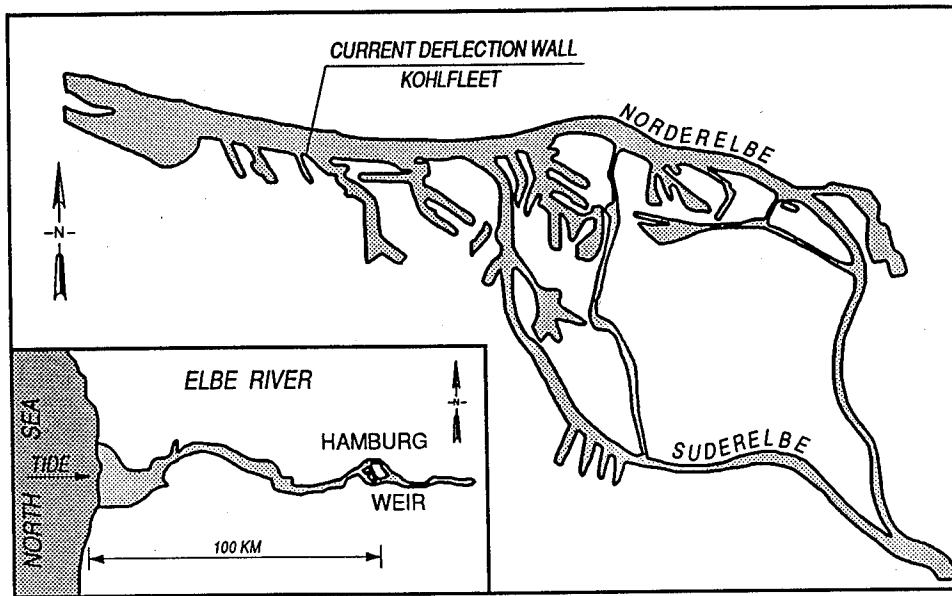 CURRENT DEFLECTION WALL
KOHLFLEET
NORDERELBE
-N-
SUDERELBE
ELBE RIVER
-N-
NORTH SEA
TIDE
HAMBURG
WEIR
100 KM